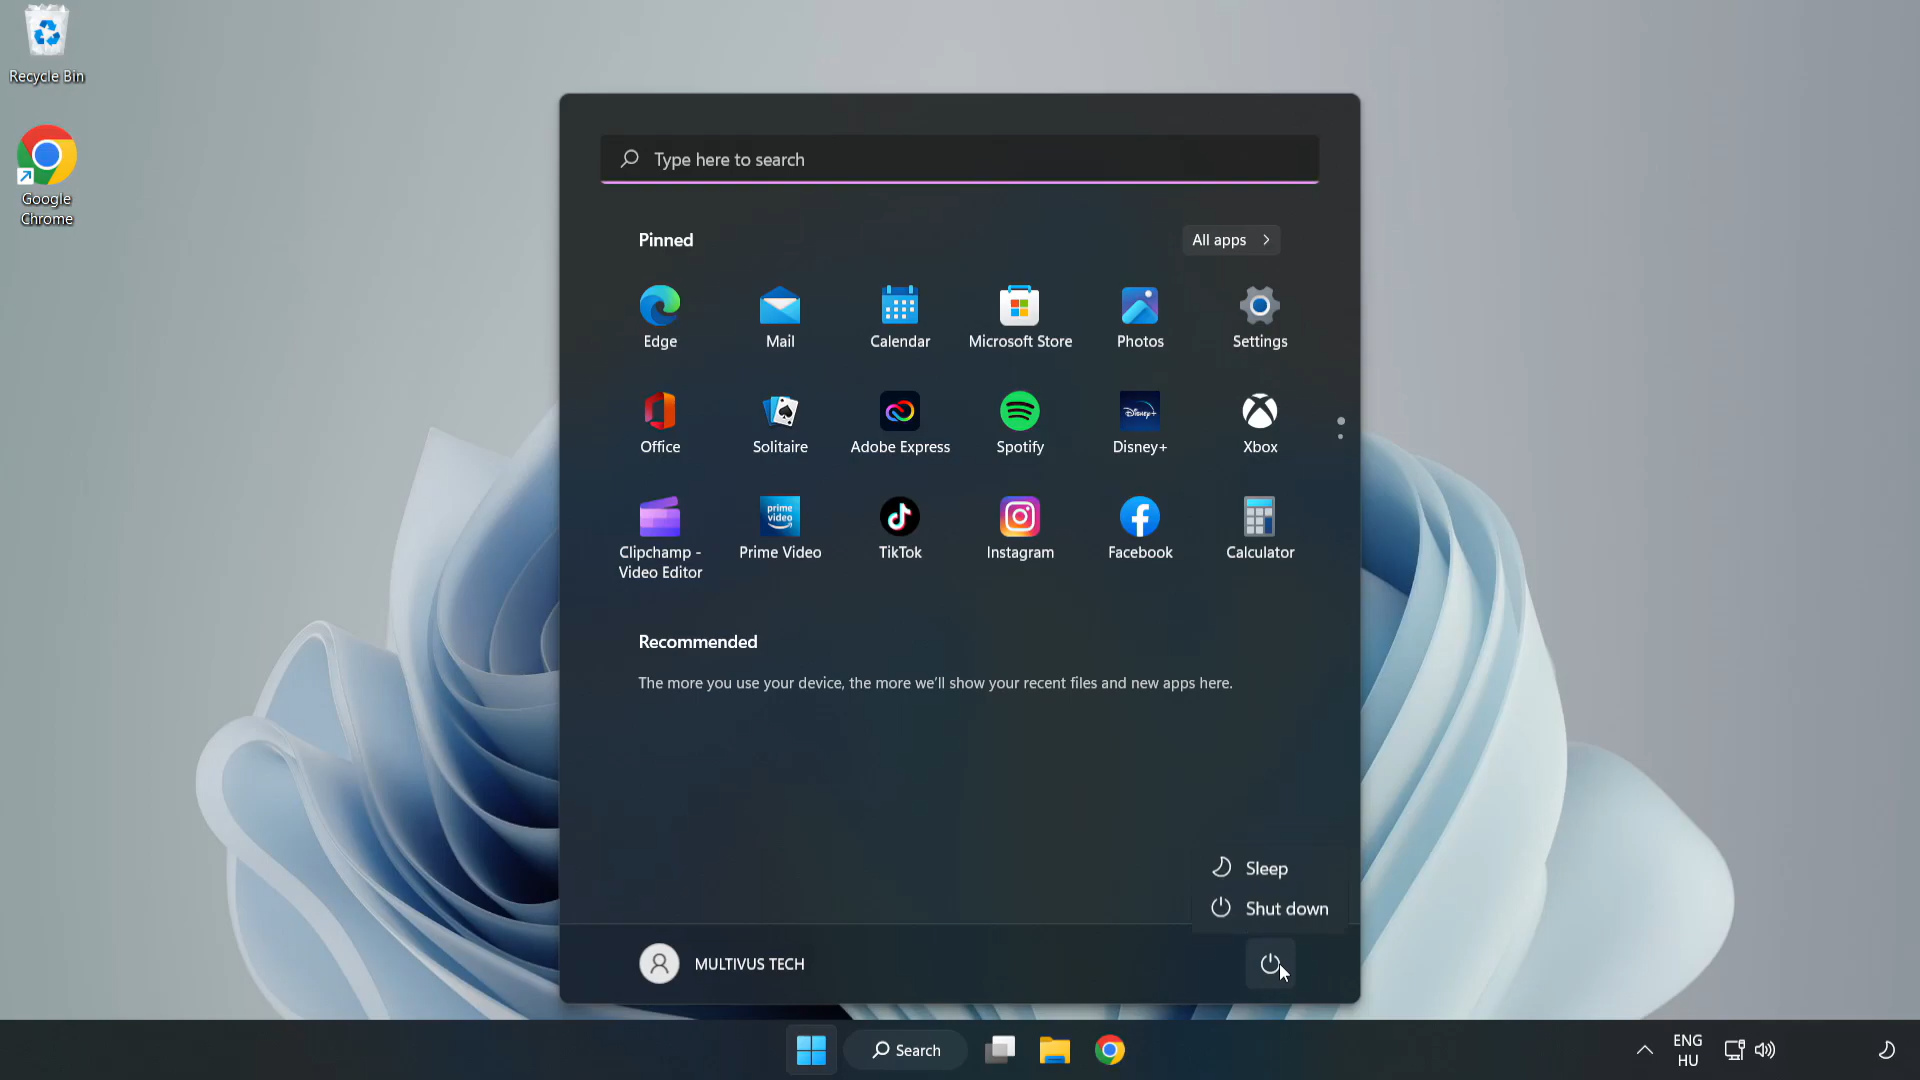 Recycle Bin
Google
Chrome
Type here to search
Pinned
All apps
Edge
Mail
Calendar
Microsoft Store
Photos
Settings
Office
Solitaire
Adobe Express
Disney+
Spotify
Disney+
Xbox
prime
video
Clipchamp -
Video Editor
Prime Video
TikTok
Instagram
Facebook
Calculator
Recommended
The more you use your device, the more we'll show your recent files and new apps here.
Sleep
Shut down
MULTIVUS TECH
Search
ENG
HU